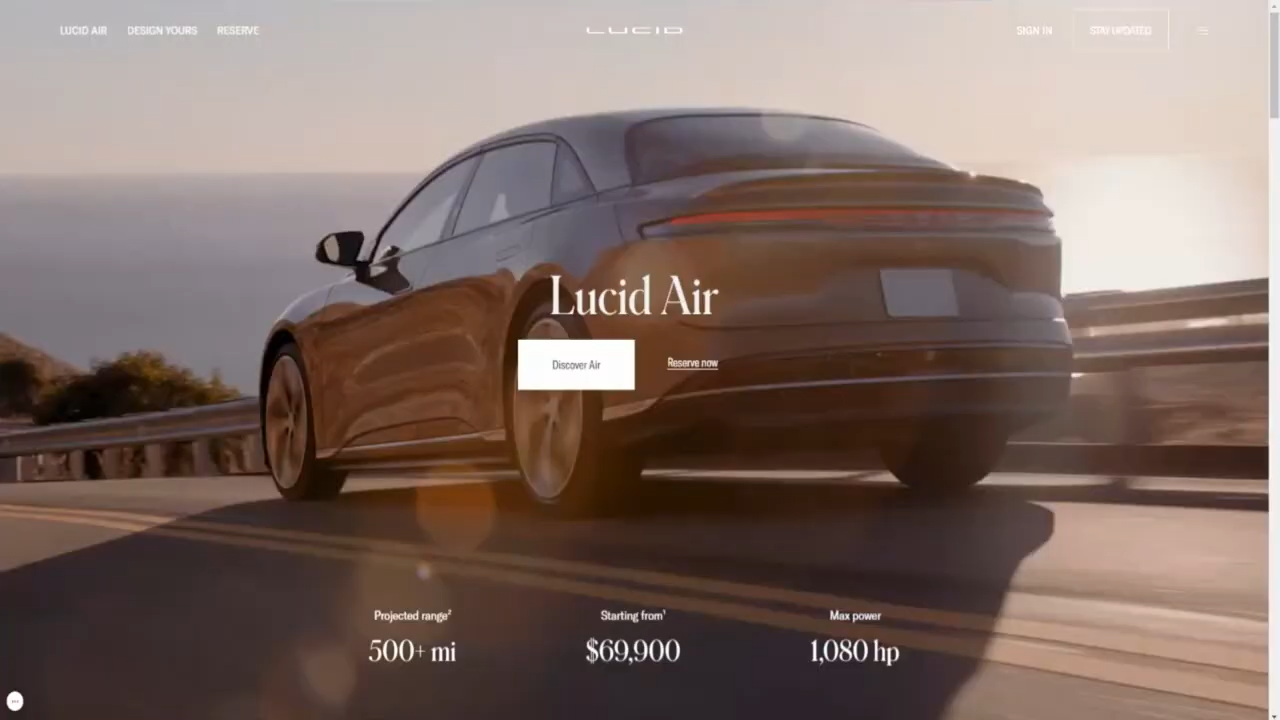 LUCID AIR DESIGN YOURS RESERVE LUCID SIGN IN STAY UPDATED
Lucid Air
Discover Air Reserve now
Projected range² Starting from¹ Max power
500+ mi $69,900 1,080 hp